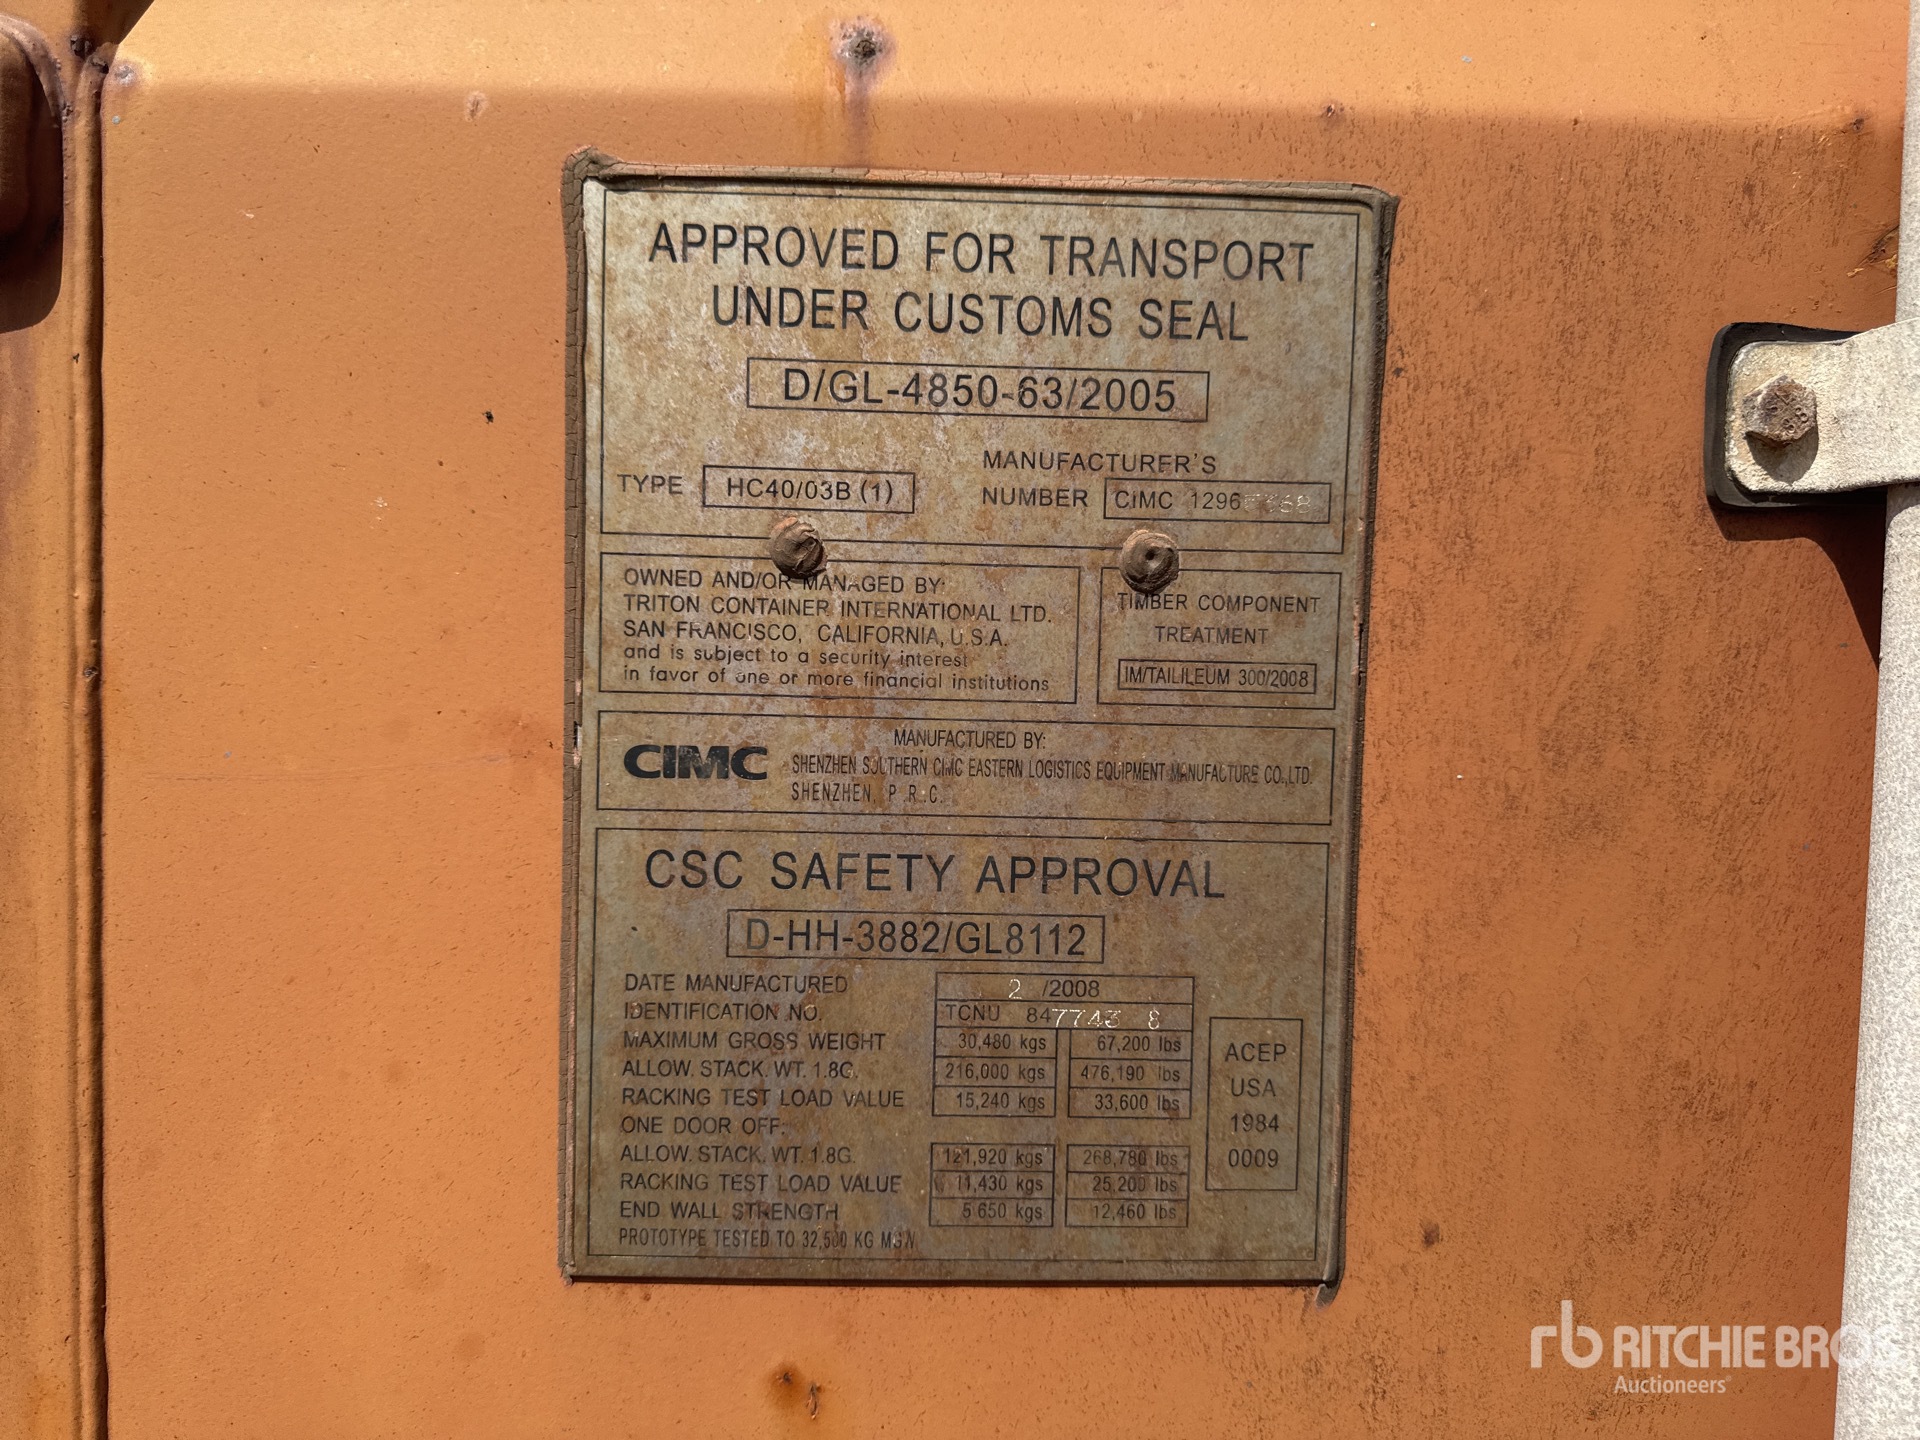 APPROVED FOR TRANSPORT
UNDER CUSTOMS SEAL
D/GL-4850-63/2005
TYPE HC40/03B (1)
MANUFACTURER'S
NUMBER CIMC
OWNED AND/OR MANAGED BY:
TRITON CONTAINER INTERNATIONAL LTD.
SAN FRANCISCO, CALIFORNIA, U.S.A.
and is subject to a security interest
in favor of one or more financial institutions
TIMBER COMPONENT
TREATMENT
IM/TAILILEUM 300/2008
CIMC
MANUFACTURED BY:
SHENZHEN SOUTHERN CIMC EASTERN LOGISTICS EQUIPMENT MANUFACTURE CO.,LTD.
SHENZHEN, P.R.C.
CSC SAFETY APPROVAL
D-HH-3882/GL8112
DATE MANUFACTURED 2 /2008
IDENTIFICATION NO. TCNU 847743 8
MAXIMUM GROSS WEIGHT 30,480 kgs 67,200 lbs
ALLOW. STACK. WT. 1.8G. 216,000 kgs 476,190 lbs
RACKING TEST LOAD VALUE 15,240 kgs 33,600 lbs
ONE DOOR OFF:
ALLOW. STACK. WT. 1.8G. 121,920 kgs 268,780 lbs
RACKING TEST LOAD VALUE 11,430 kgs 25,200 lbs
END WALL STRENGTH 5,650 kgs 12,460 lbs
PROTOTYPE TESTED TO 32,500 KG MGW
ACEP
USA
1984
0009
rb RITCHIE BROS
Auctioneers